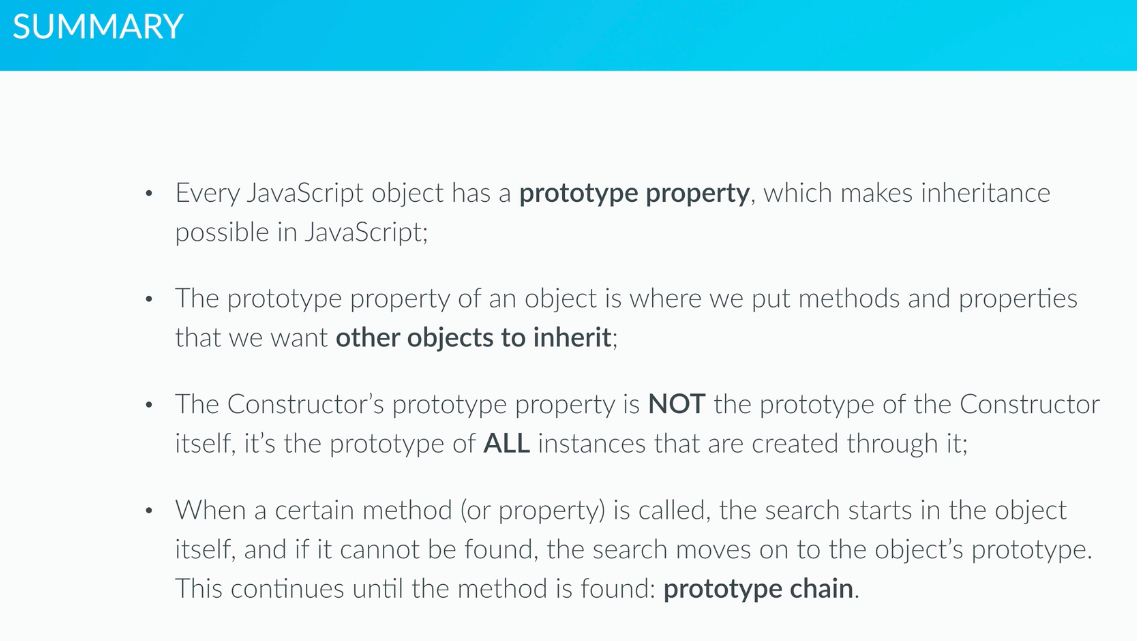 SUMMARY
• Every JavaScript object has a prototype property, which makes inheritance
possible in JavaScript;
• The prototype property of an object is where we put methods and properties
that we want other objects to inherit;
• The Constructor’s prototype property is NOT the prototype of the Constructor
itself, it’s the prototype of ALL instances that are created through it;
• When a certain method (or property) is called, the search starts in the object
itself, and if it cannot be found, the search moves on to the object’s prototype.
This continues until the method is found: prototype chain.